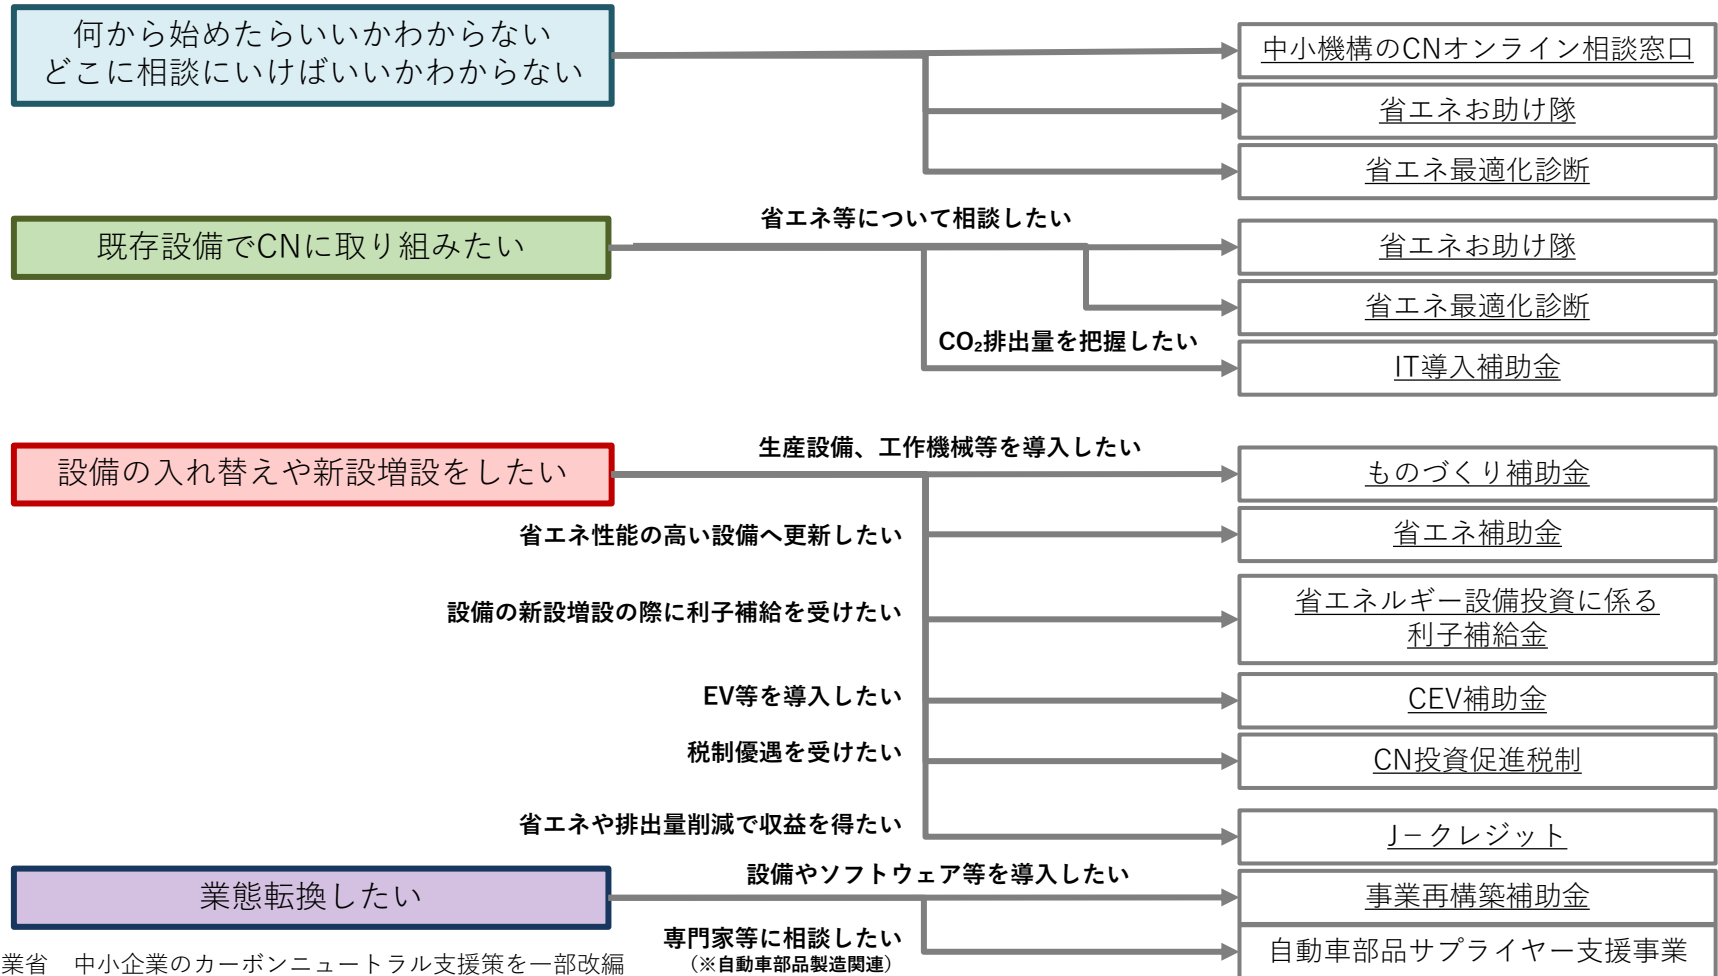 何から始めたらいいかわからない
どこに相談にいけばいいかわからない
中小機構のCNオンライン相談窓口
省エネお助け隊
省エネ最適化診断
既存設備でCNに取り組みたい
省エネ等について相談したい
省エネお助け隊
省エネ最適化診断
CO₂排出量を把握したい
IT導入補助金
設備の入れ替えや新設増設をしたい
生産設備、工作機械等を導入したい
ものづくり補助金
省エネ性能の高い設備へ更新したい
省エネ補助金
設備の新設増設の際に利子補給を受けたい
省エネルギー設備投資に係る
利子補給金
EV等を導入したい
CEV補助金
税制優遇を受けたい
CN投資促進税制
省エネや排出量削減で収益を得たい
J－クレジット
業態転換したい
設備やソフトウェア等を導入したい
事業再構築補助金
専門家等に相談したい
（※自動車部品製造関連）
自動車部品サプライヤー支援事業
業省　中小企業のカーボンニュートラル支援策を一部改編